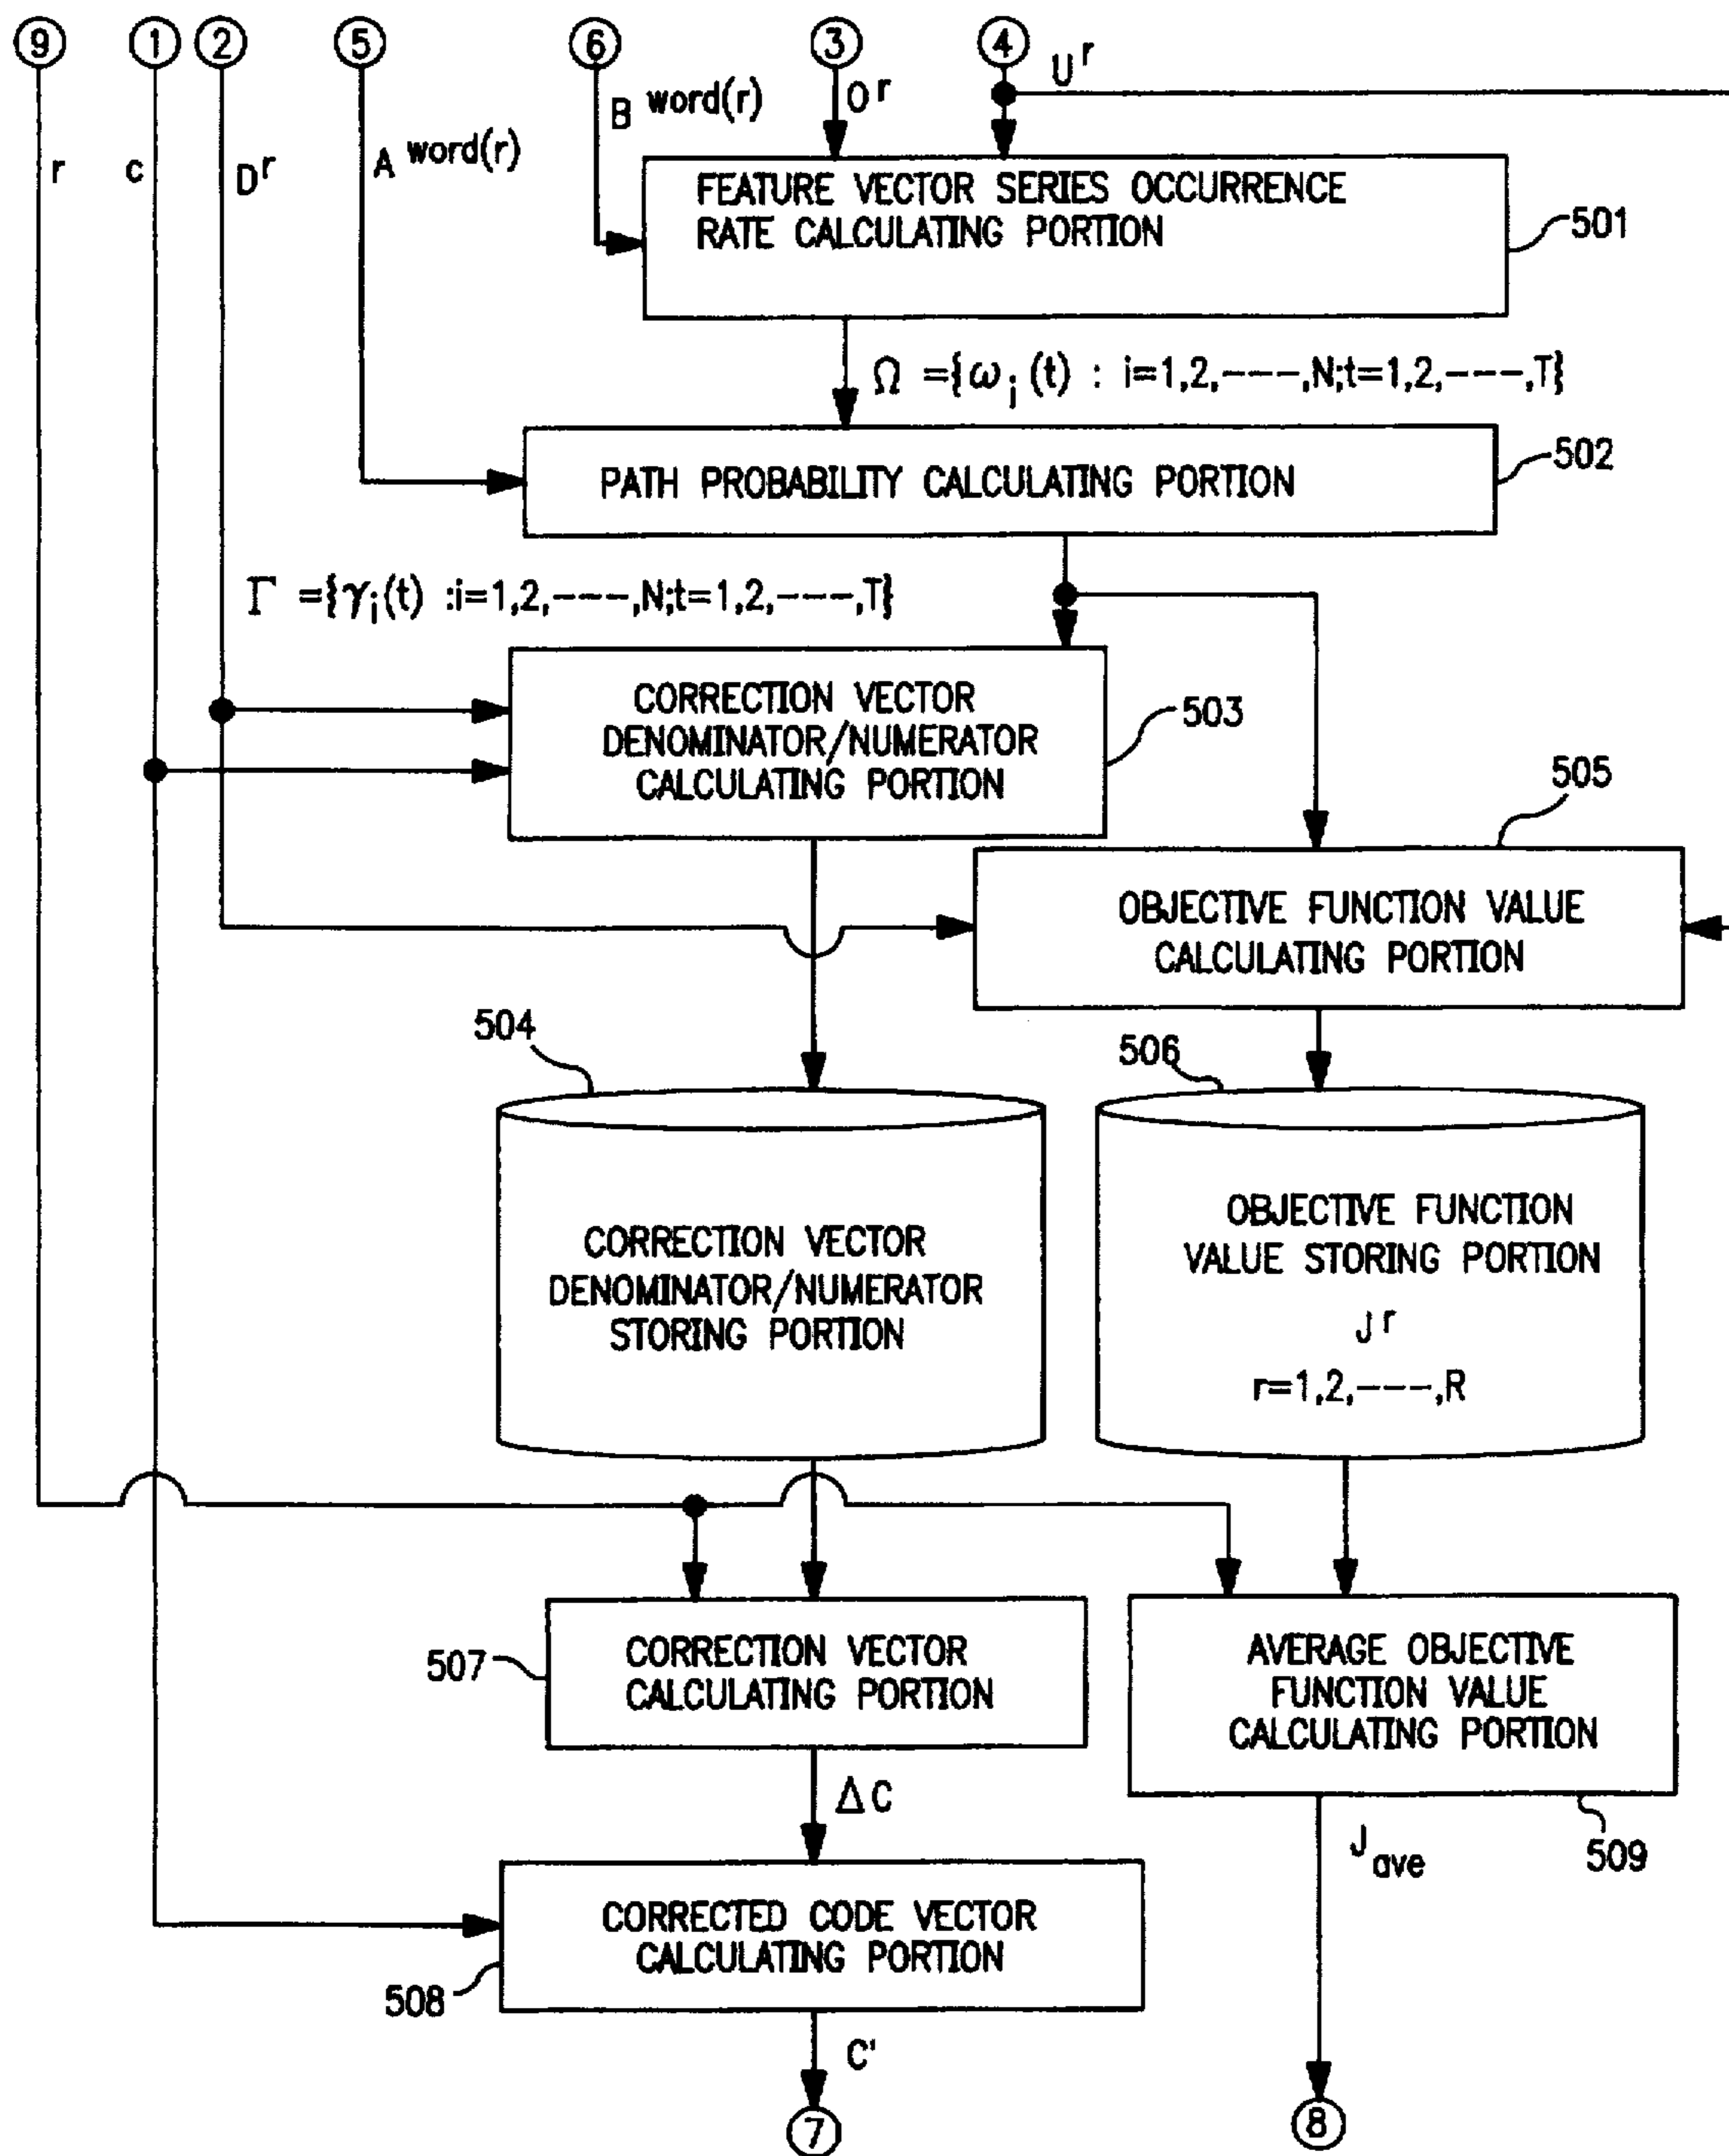 9 1 2 5 6 3 4
r c D^r A^word(r) B^word(r) O^r U^r
FEATURE VECTOR SERIES OCCURRENCE
RATE CALCULATING PORTION
501
Ω ={ω_i(t) : i=1,2,----,N;t=1,2,----,T}
PATH PROBABILITY CALCULATING PORTION
502
Γ ={γ_i(t) :i=1,2,----,N;t=1,2,----,T}
CORRECTION VECTOR
DENOMINATOR/NUMERATOR
CALCULATING PORTION
503
505
OBJECTIVE FUNCTION VALUE
CALCULATING PORTION
504
CORRECTION VECTOR
DENOMINATOR/NUMERATOR
STORING PORTION
506
OBJECTIVE FUNCTION
VALUE STORING PORTION
J^r
r=1,2,----,R
507
CORRECTION VECTOR
CALCULATING PORTION
AVERAGE OBJECTIVE
FUNCTION VALUE
CALCULATING PORTION
509
ΔC
J_ave
CORRECTED CODE VECTOR
CALCULATING PORTION
508
C'
7 8